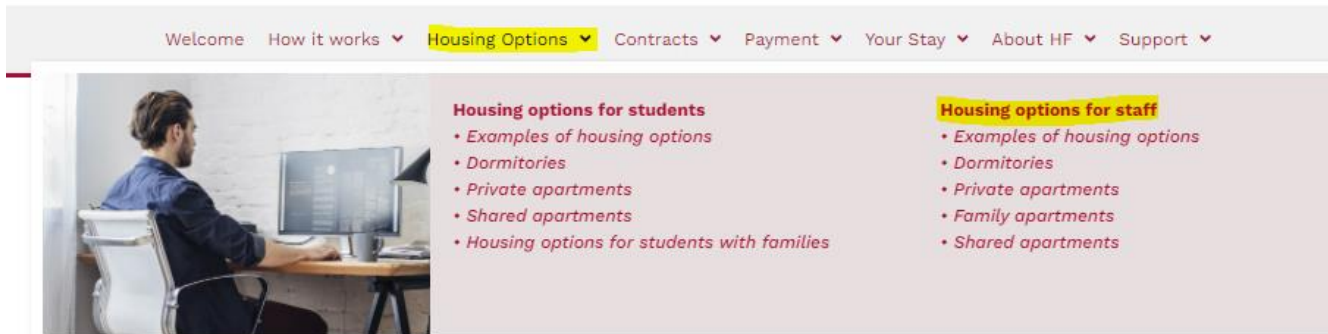 Welcome How it works Housing Options Contracts Payment Your Stay About HF Support
Housing options for students
• Examples of housing options
• Dormitories
• Private apartments
• Shared apartments
• Housing options for students with families
Housing options for staff
• Examples of housing options
• Dormitories
• Private apartments
• Family apartments
• Shared apartments